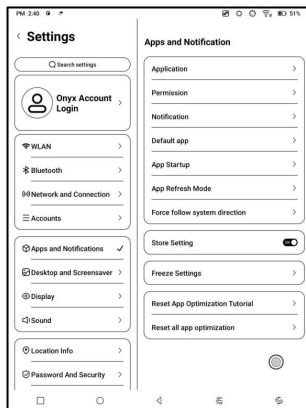 PM 2:40
51%
Settings
Search settings
Onyx Account
Login
WLAN
Bluetooth
Network and Connection
Accounts
Apps and Notifications
Desktop and Screensaver
Display
Sound
Location Info
Password And Security
Apps and Notification
Application
Permission
Notification
Default app
App Startup
App Refresh Mode
Force follow system direction
Store Setting
ON
Freeze Settings
Reset App Optimization Tutorial
Reset all app optimization